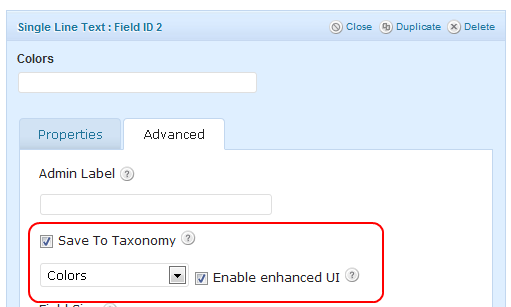 Single Line Text : Field ID 2 Close Duplicate Delete
Colors
Properties Advanced
Admin Label ?
Save To Taxonomy ?
Colors Enable enhanced UI ?